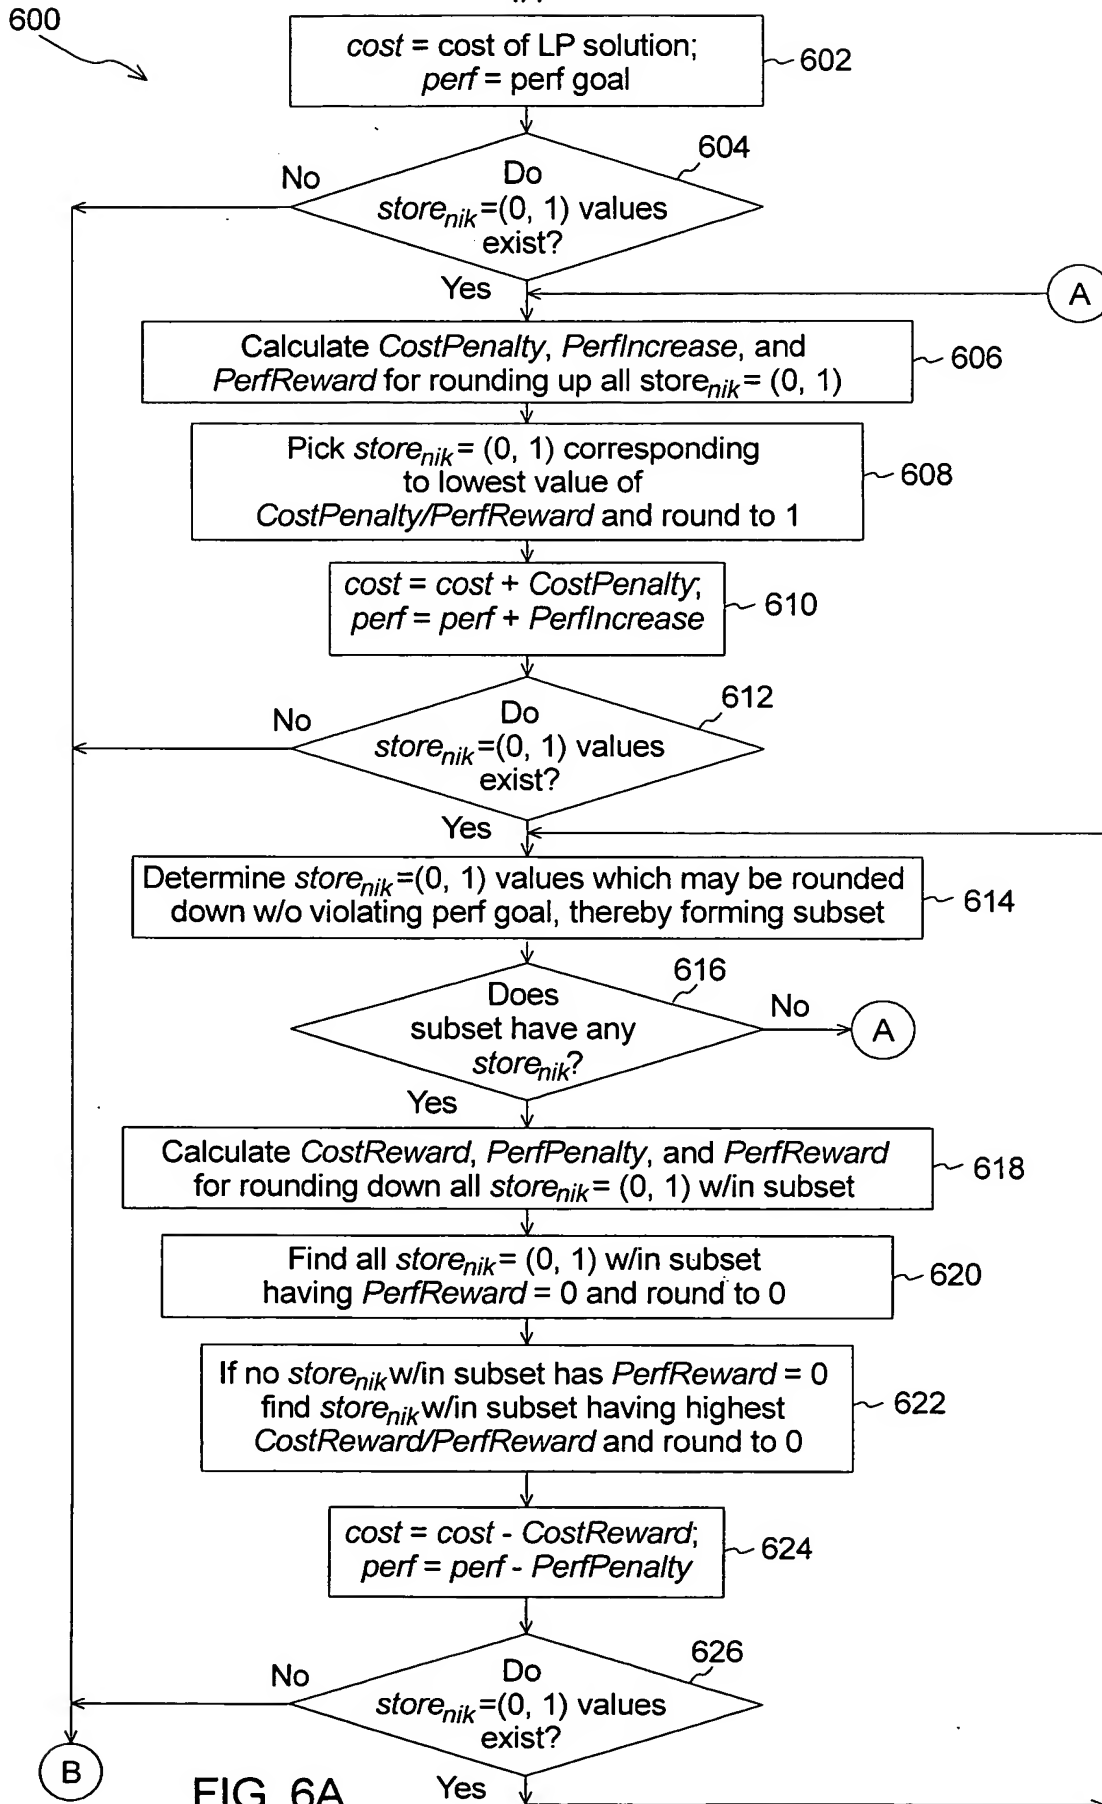 600
cost = cost of LP solution;
perf = perf goal
602
604
No
Do
store_nik=(0, 1) values
exist?
Yes
A
Calculate CostPenalty, PerfIncrease, and
PerfReward for rounding up all store_nik = (0, 1)
606
Pick store_nik = (0, 1) corresponding
to lowest value of
CostPenalty/PerfReward and round to 1
608
cost = cost + CostPenalty;
perf = perf + PerfIncrease
610
612
No
Do
store_nik=(0, 1) values
exist?
Yes
Determine store_nik=(0, 1) values which may be rounded
down w/o violating perf goal, thereby forming subset
614
616
Does
subset have any
store_nik?
No
A
Yes
Calculate CostReward, PerfPenalty, and PerfReward
for rounding down all store_nik = (0, 1) w/in subset
618
Find all store_nik = (0, 1) w/in subset
having PerfReward = 0 and round to 0
620
If no store_nik w/in subset has PerfReward = 0
find store_nik w/in subset having highest
CostReward/PerfReward and round to 0
622
cost = cost - CostReward;
perf = perf - PerfPenalty
624
626
No
Do
store_nik=(0, 1) values
exist?
B
FIG. 6A
Yes